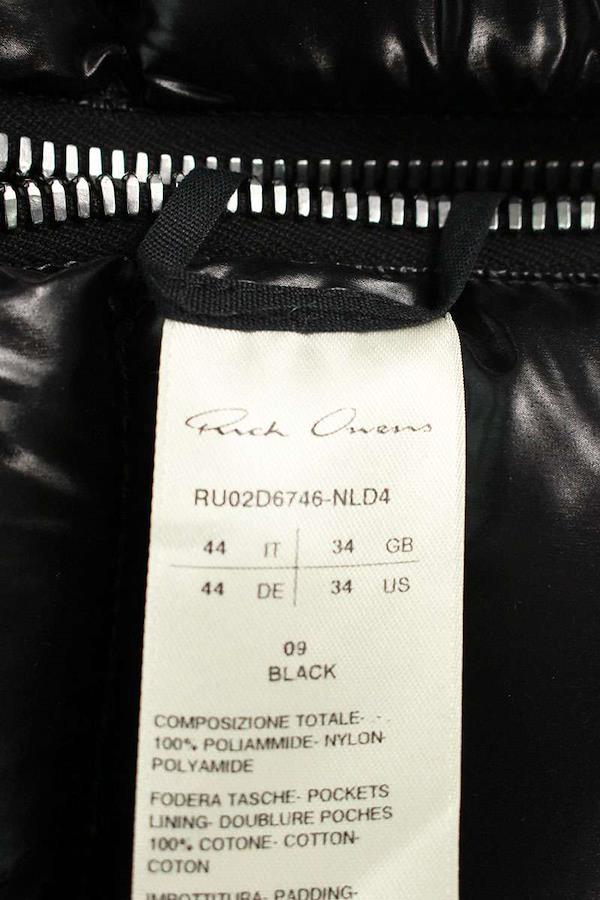 Rick Owens
RU02D6746-NLD4
44 IT 34 GB
44 DE 34 US
09
BLACK
COMPOSIZIONE TOTALE-
100% POLIAMMIDE- NYLON-
POLYAMIDE
FODERA TASCHE- POCKETS
LINING- DOUBLURE POCHES
100% COTONE- COTTON-
COTON
IMBOTTITURA- PADDING-